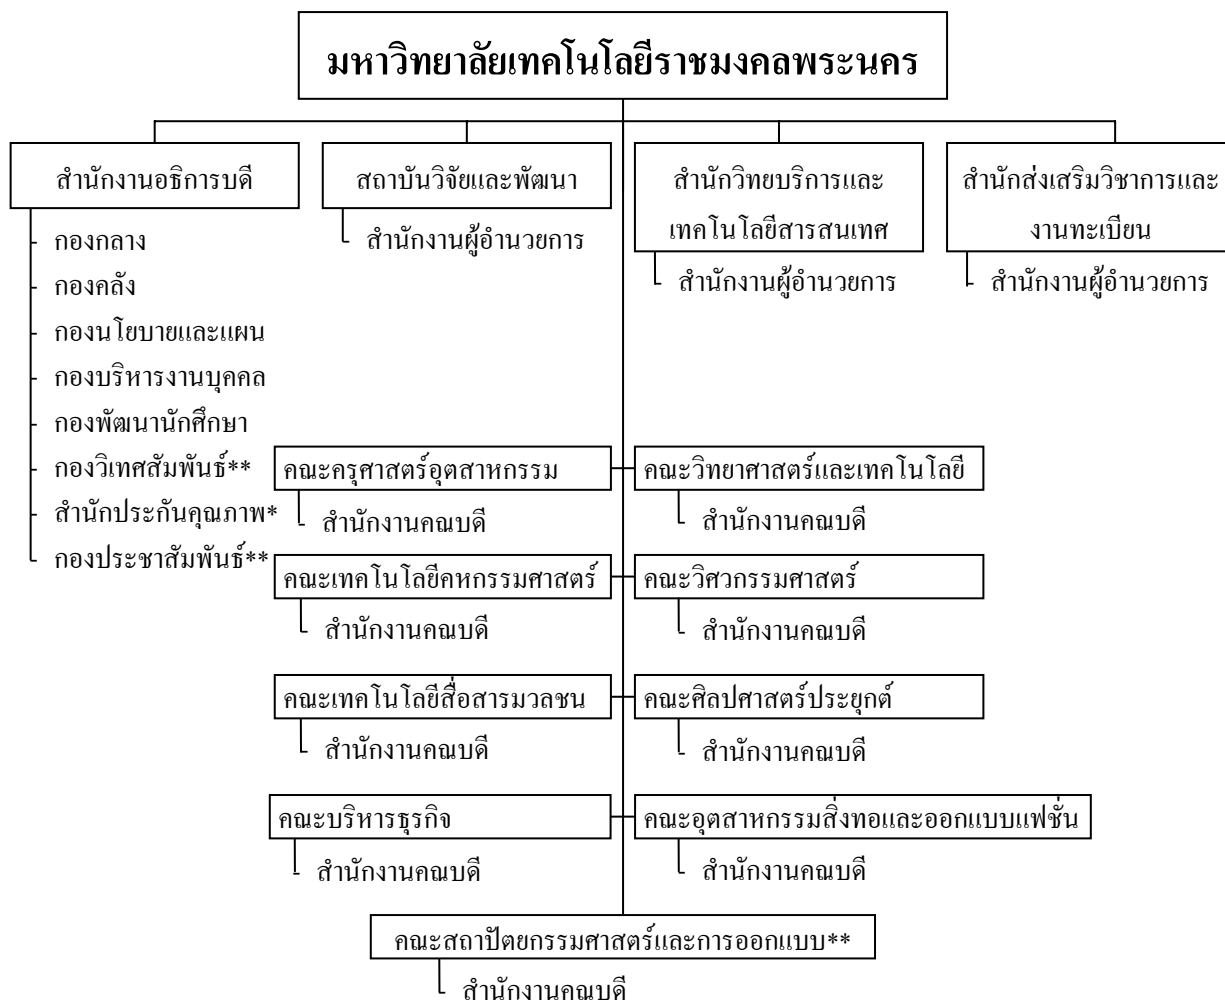 มหาวิทยาลัยเทคโนโลยีราชมงคลพระนคร
สำนักงานอธิการบดี
- กองกลาง
- กองคลัง
- กองนโยบายและแผน
- กองบริหารงานบุคคล
- กองพัฒนานักศึกษา
- กองวิเทศสัมพันธ์**
- สำนักประกันคุณภาพ*
- กองประชาสัมพันธ์**
สถาบันวิจัยและพัฒนา
- สำนักงานผู้อำนวยการ
สำนักวิทยบริการและ
เทคโนโลยีสารสนเทศ
- สำนักงานผู้อำนวยการ
สำนักส่งเสริมวิชาการและ
งานทะเบียน
- สำนักงานผู้อำนวยการ
คณะครุศาสตร์อุตสาหกรรม
- สำนักงานคณบดี
คณะวิทยาศาสตร์และเทคโนโลยี
- สำนักงานคณบดี
คณะเทคโนโลยีคหกรรมศาสตร์
- สำนักงานคณบดี
คณะวิศวกรรมศาสตร์
- สำนักงานคณบดี
คณะเทคโนโลยีสื่อสารมวลชน
- สำนักงานคณบดี
คณะศิลปศาสตร์ประยุกต์
- สำนักงานคณบดี
คณะบริหารธุรกิจ
- สำนักงานคณบดี
คณะอุตสาหกรรมสิ่งทอและออกแบบแฟชั่น
- สำนักงานคณบดี
คณะสถาปัตยกรรมศาสตร์และการออกแบบ**
- สำนักงานคณบดี